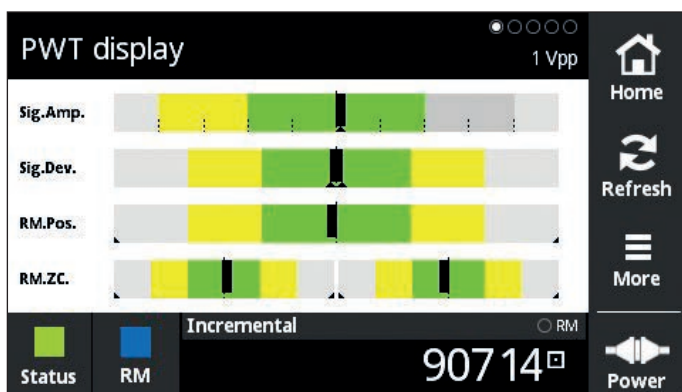 PWT display
1 Vpp
Sig.Amp.
Sig.Dev.
RM.Pos.
RM.ZC.
Status
RM
Incremental
RM
90714
Home
Refresh
More
Power